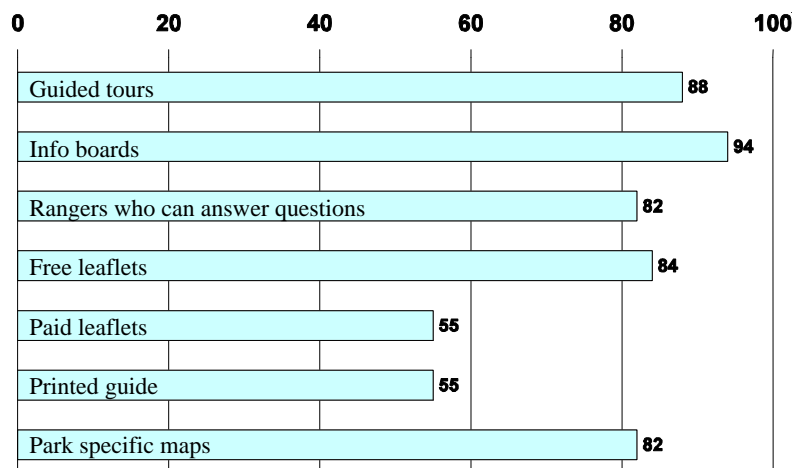 0 20 40 60 80 100
Guided tours 88
Info boards 94
Rangers who can answer questions 82
Free leaflets 84
Paid leaflets 55
Printed guide 55
Park specific maps 82